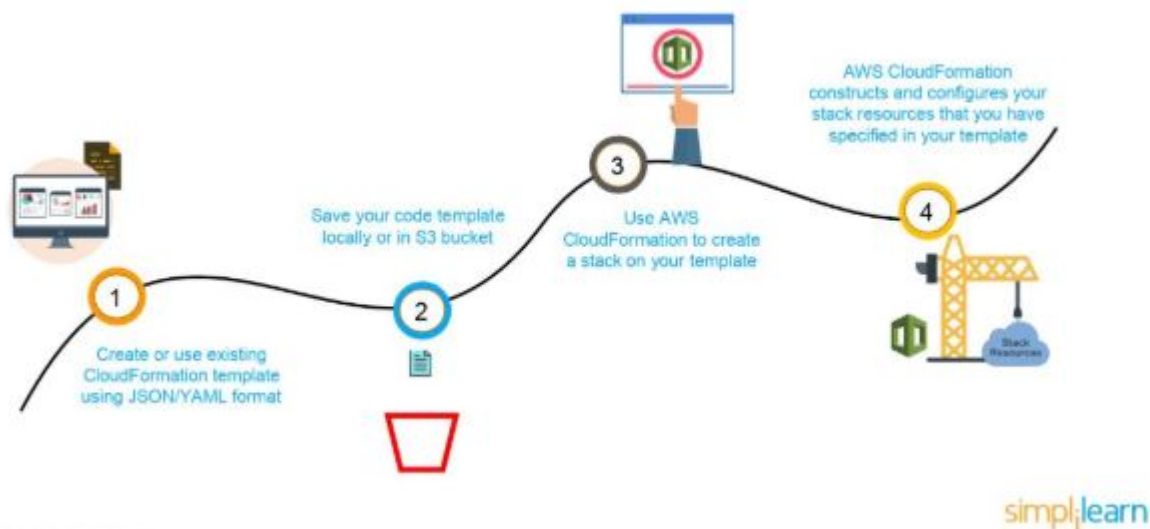 1
Create or use existing
CloudFormation template
using JSON/YAML format
Save your code template
locally or in S3 bucket
2
3
Use AWS
CloudFormation to create
a stack on your template
AWS CloudFormation
constructs and configures your
stack resources that you have
specified in your template
4
Stack
Resources
simplilearn